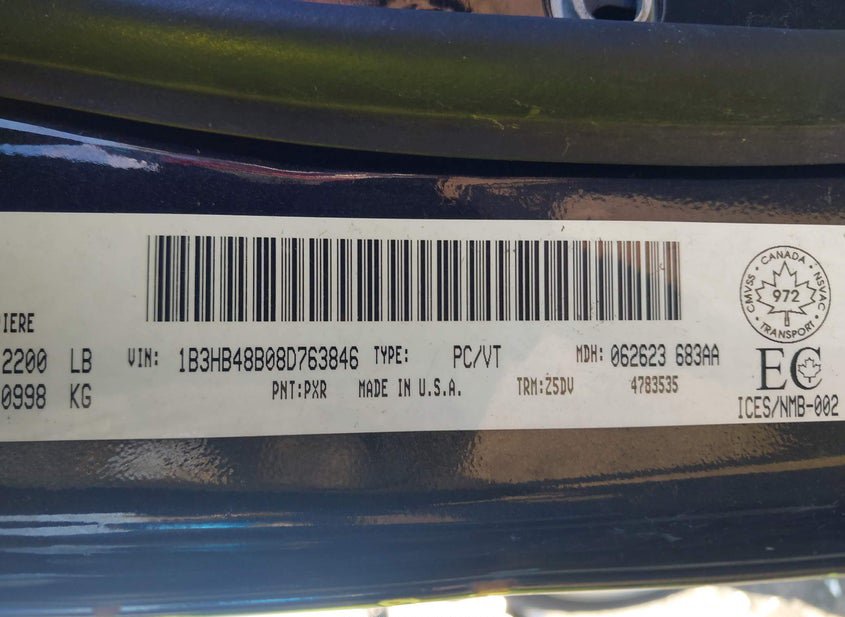 IERE
2200 LB
0998 KG
VIN: 1B3HB48B08D763846 TYPE: PC/VT MDH: 062623 683AA
PNT:PXR MADE IN U.S.A. TRM:Z5DV 4783535
CMVSS · CANADA · NSVAC
972
· TRANSPORT ·
EC
ICES/NMB-002